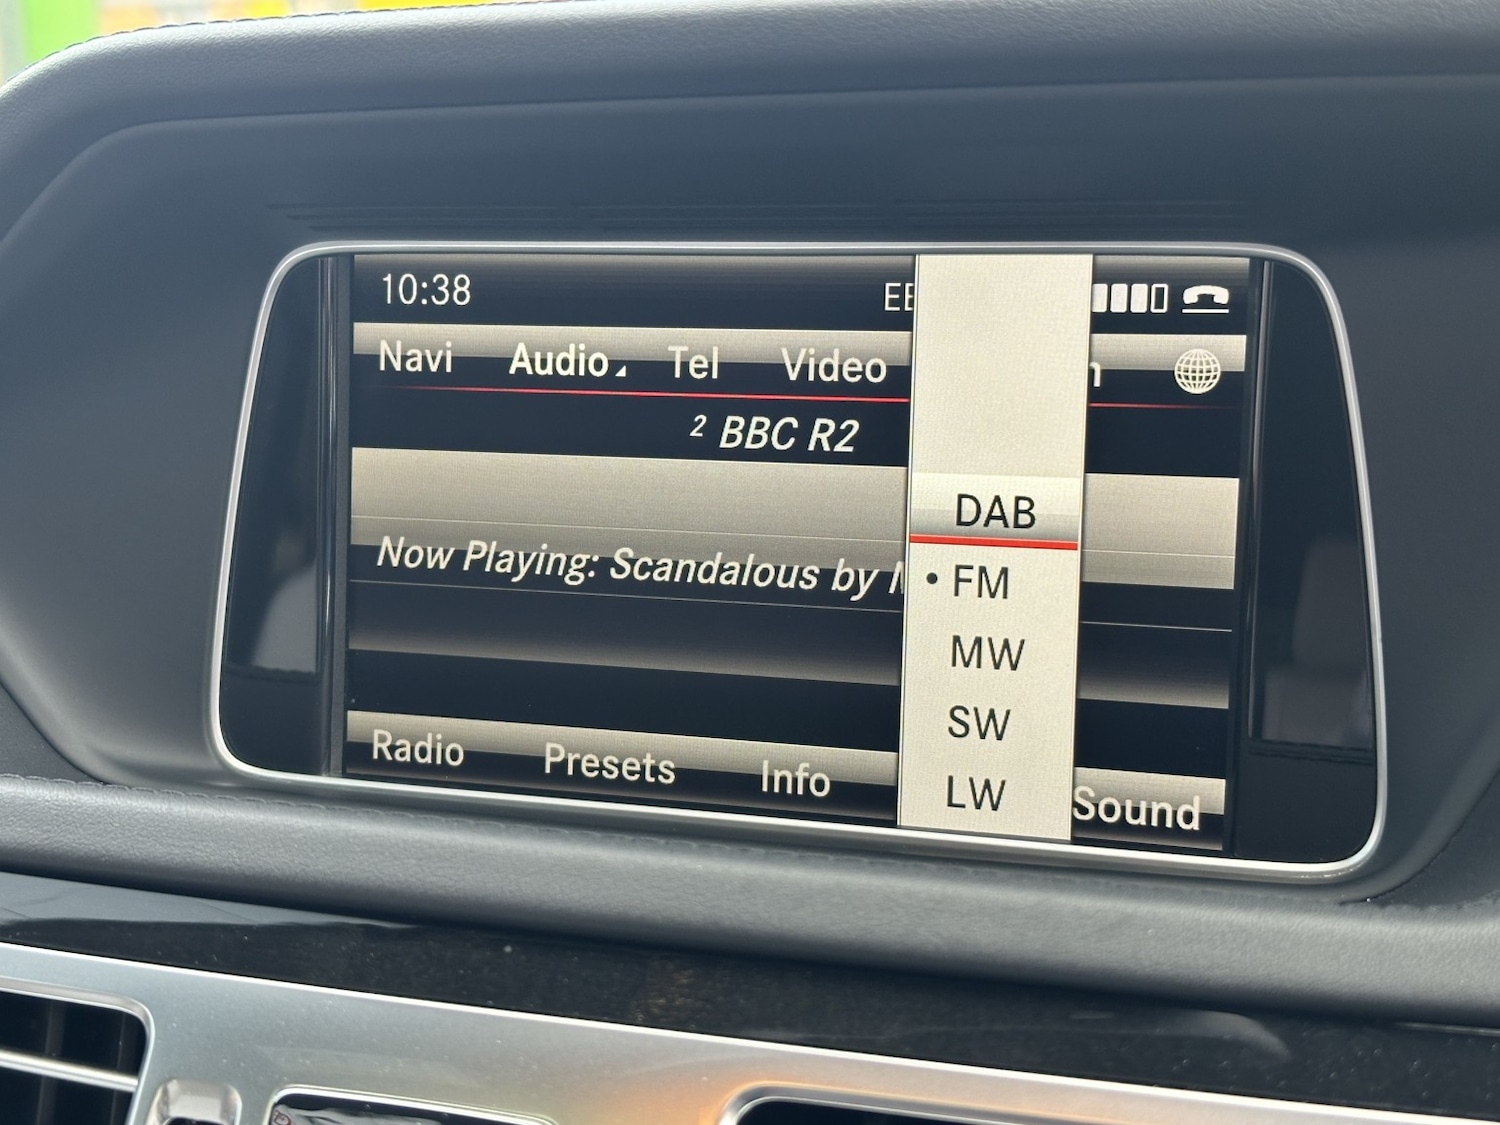 10:38
Navi Audio Tel Video
2 BBC R2
DAB
Now Playing: Scandalous by
• FM
MW
SW
LW
Radio Presets Info Sound